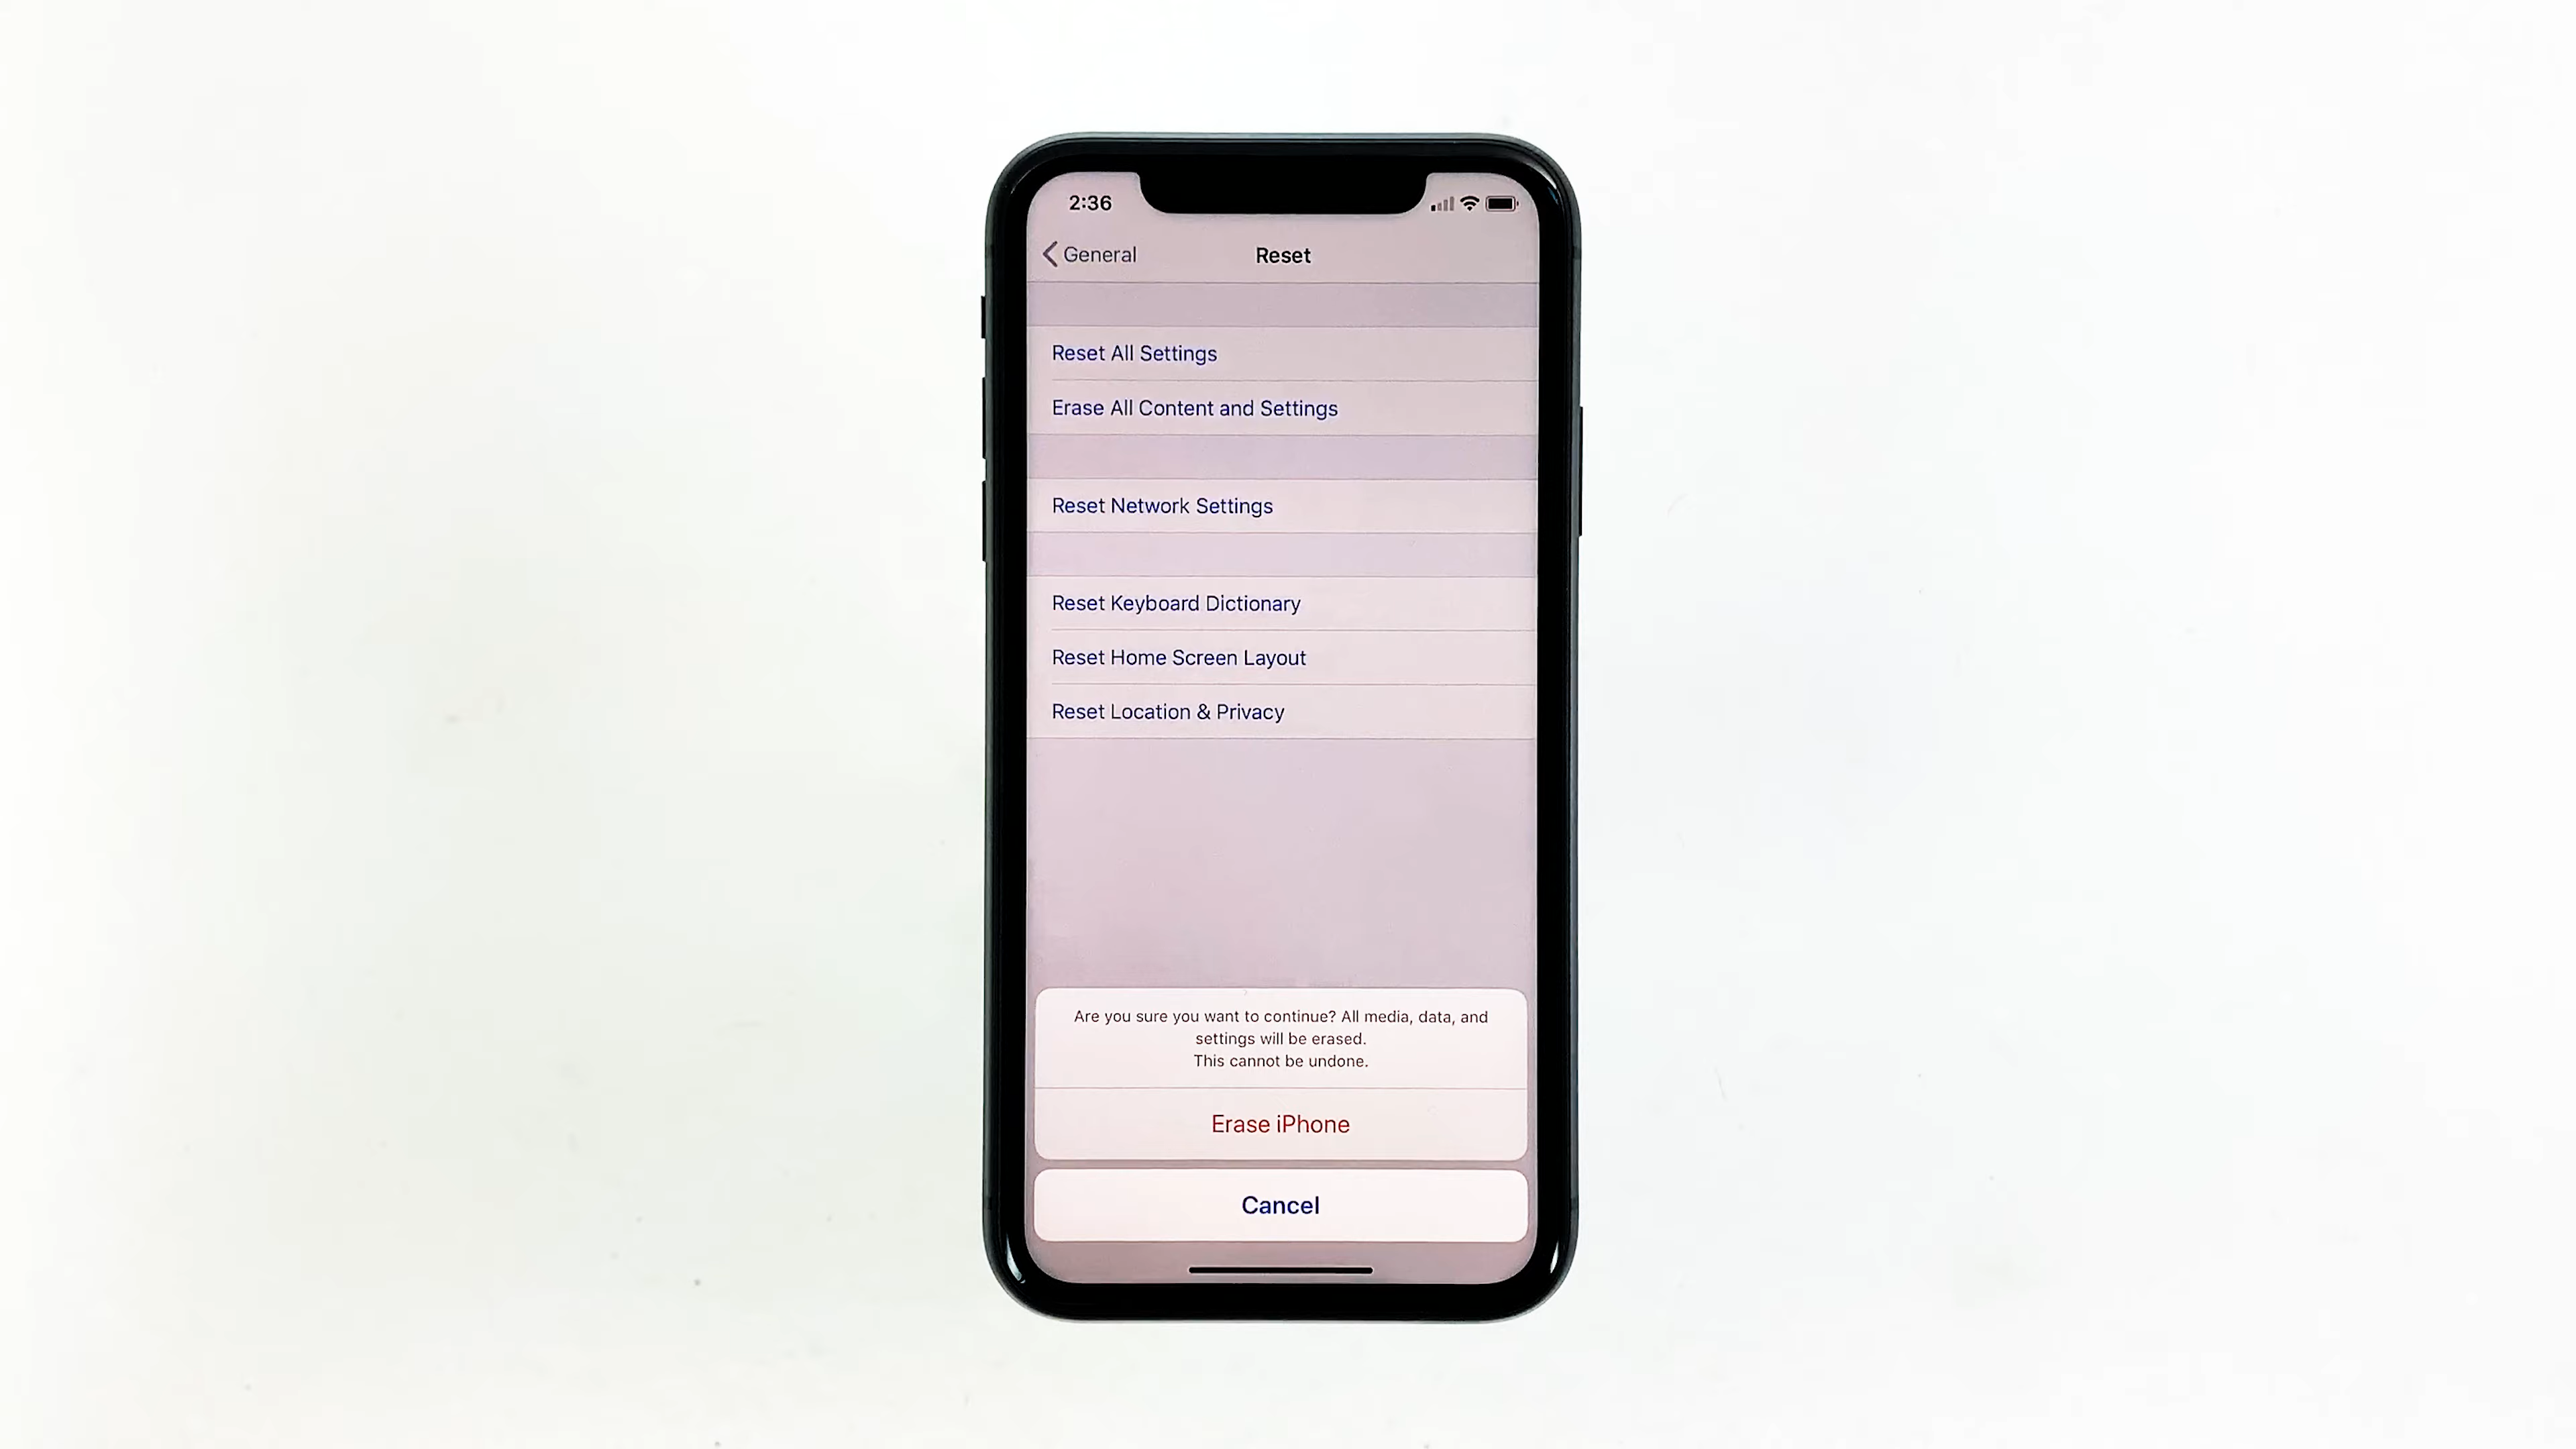 2:36
General
Reset
Reset All Settings
Erase All Content and Settings
Reset Network Settings
Reset Keyboard Dictionary
Reset Home Screen Layout
Reset Location & Privacy
Are you sure you want to continue? All media, data, and
settings will be erased.
This cannot be undone.
Erase iPhone
Cancel